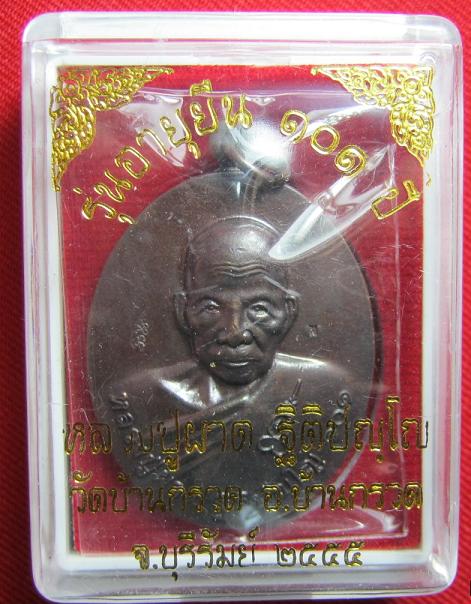 รุ่นอายุยืน ๑๐๑ ปี
หลวงปู่ผาด ฐิติปัญโญ
วัดบ้านกรวด อ.บ้านกรวด
จ.บุรีรัมย์ ๒๕๕๕